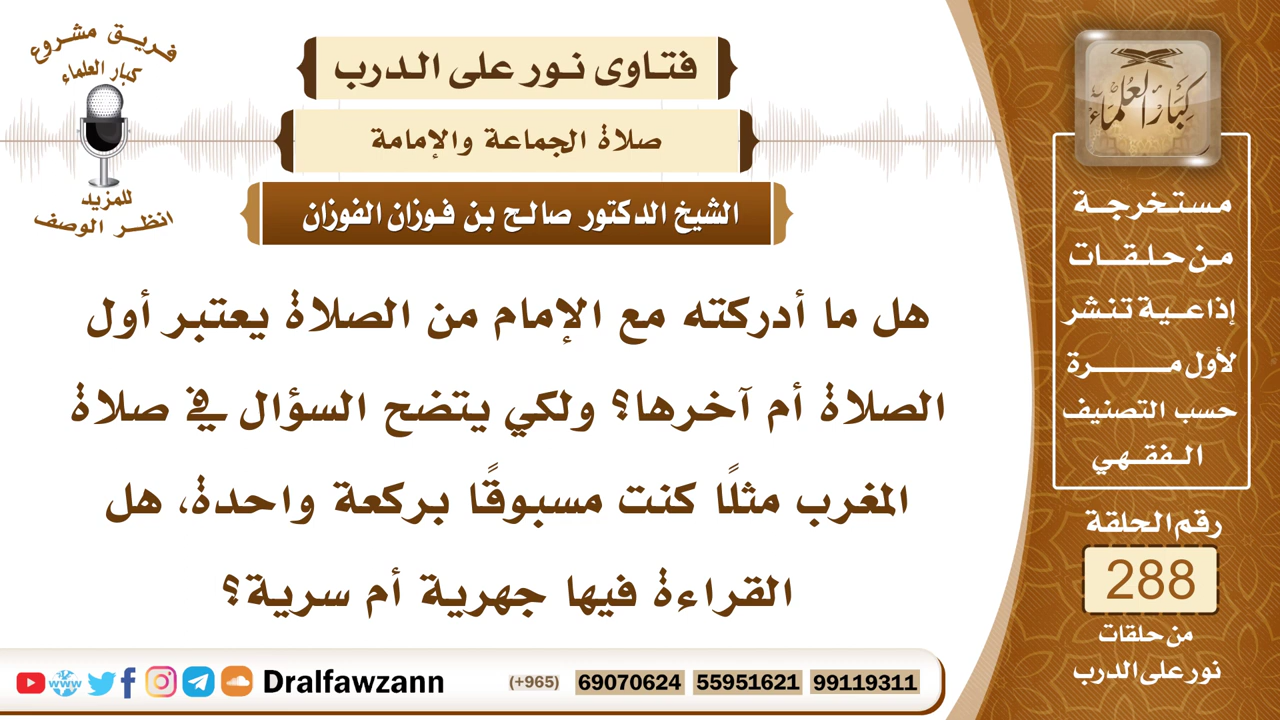 فريق مشروع
كبار العلماء
للمزيد
انظر الوصف
فتاوى نور على الدرب
صلاة الجماعة والإمامة
الشيخ الدكتور صالح بن فوزان الفوزان
هل ما أدركته مع الإمام من الصلاة يعتبر أول
الصلاة أم آخرها؟ ولكي يتضح السؤال في صلاة
المغرب مثلًا كنت مسبوقًا بركعة واحدة، هل
القراءة فيها جهرية أم سرية؟
كبار العلماء
مستخرجة
من حلقات
إذاعية تنشر
لأول مرة
حسب التصنيف
الفقهي
رقم الحلقة
288
من حلقات
نور على الدرب
www Dralfawzann (+965) 69070624 55951621 99119311